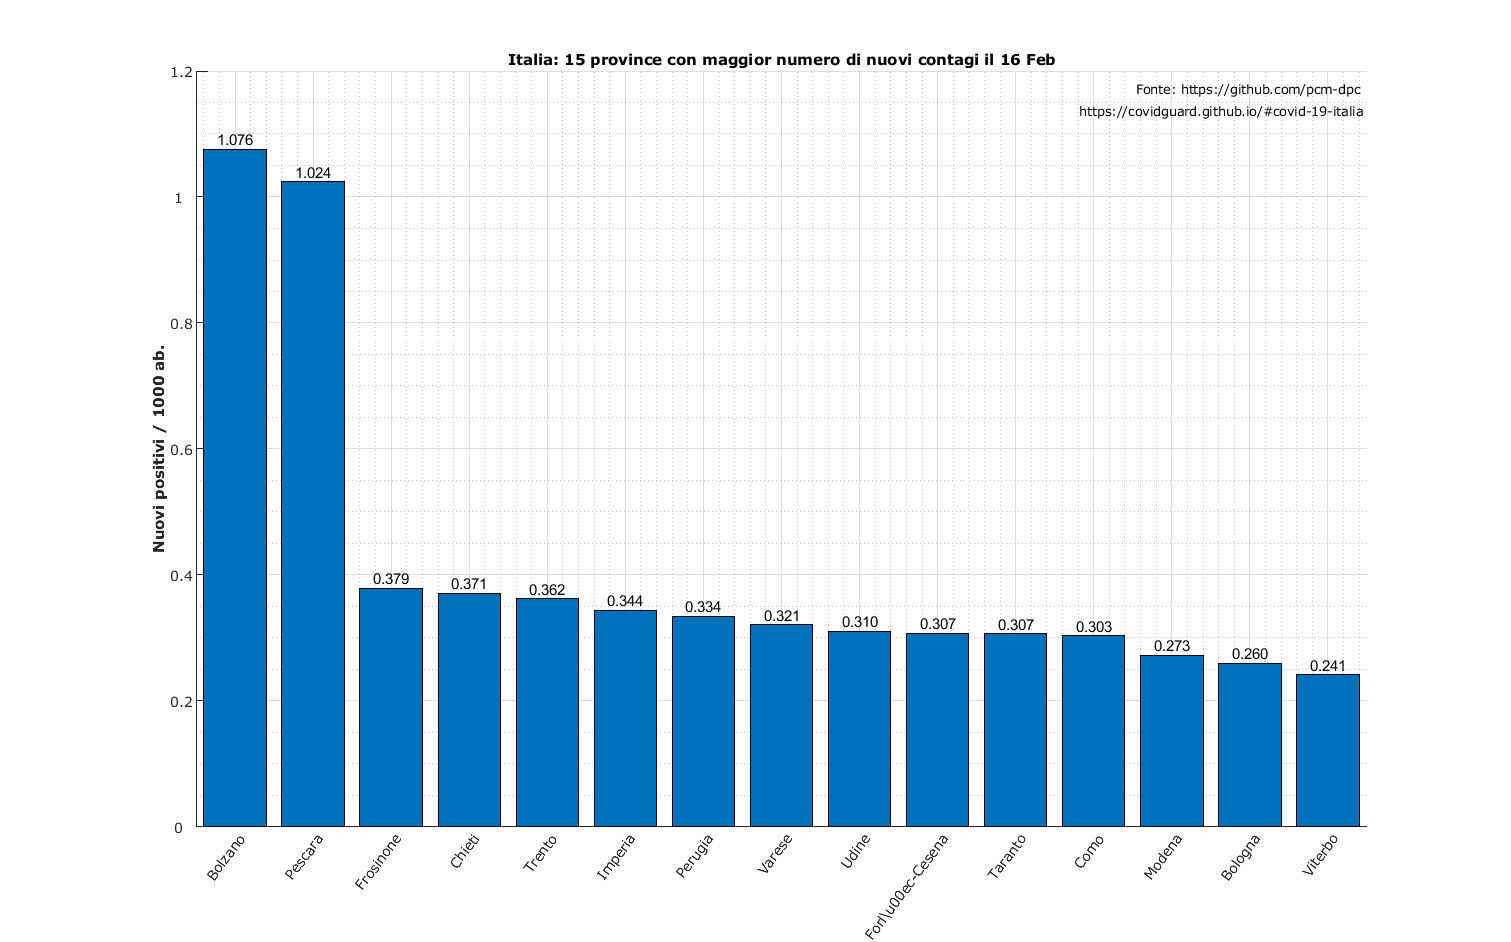 Italia: 15 province con maggior numero di nuovi contagi il 16 Feb
Fonte: https://github.com/pcm-dpc
https://covidguard.github.io/#covid-19-italia
Nuovi positivi / 1000 ab.
1.2
1
0.8
0.6
0.4
0.2
0
1.076
1.024
0.379
0.371
0.362
0.344
0.334
0.321
0.310
0.307
0.307
0.303
0.273
0.260
0.241
Bolzano
Pescara
Frosinone
Chieti
Trento
Imperia
Perugia
Varese
Udine
Forl\u00ec-Cesena
Taranto
Como
Modena
Bologna
Viterbo